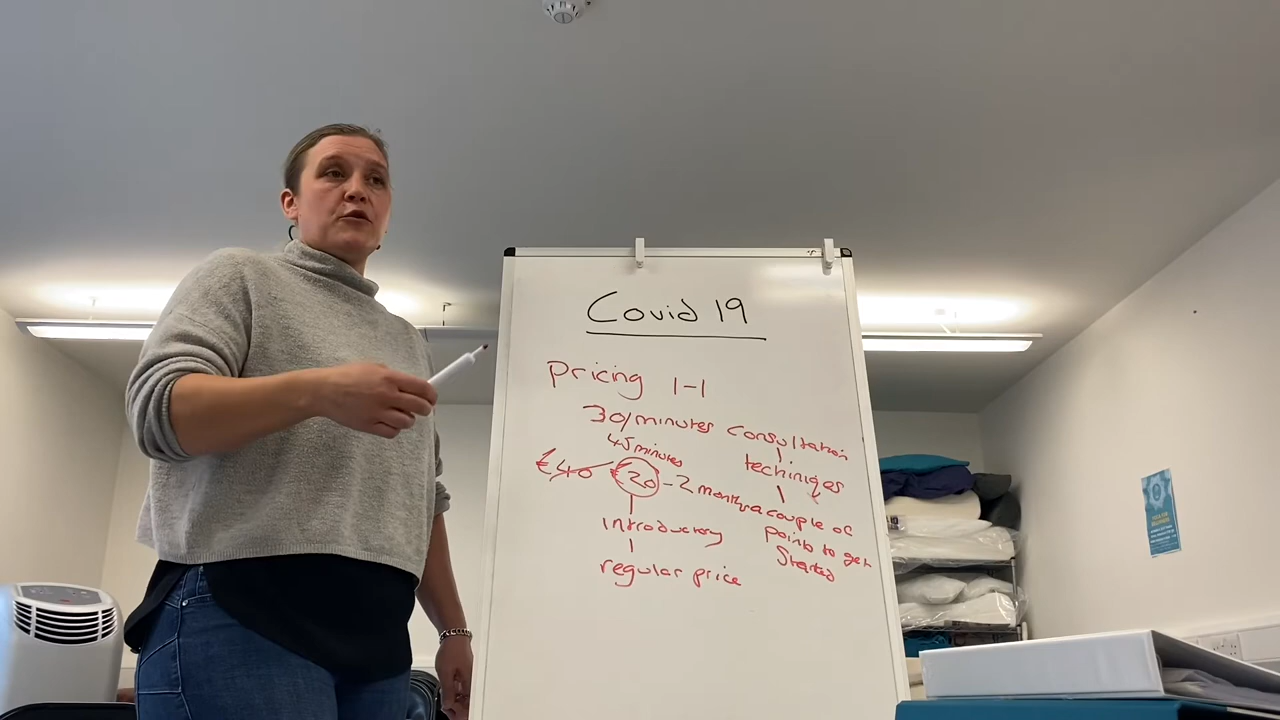 Covid 19
Pricing 1-1
30/minutes consultation
45 minutes techinges
€40 €20 - 2 months a couple of
introductory points to get
regular price Started